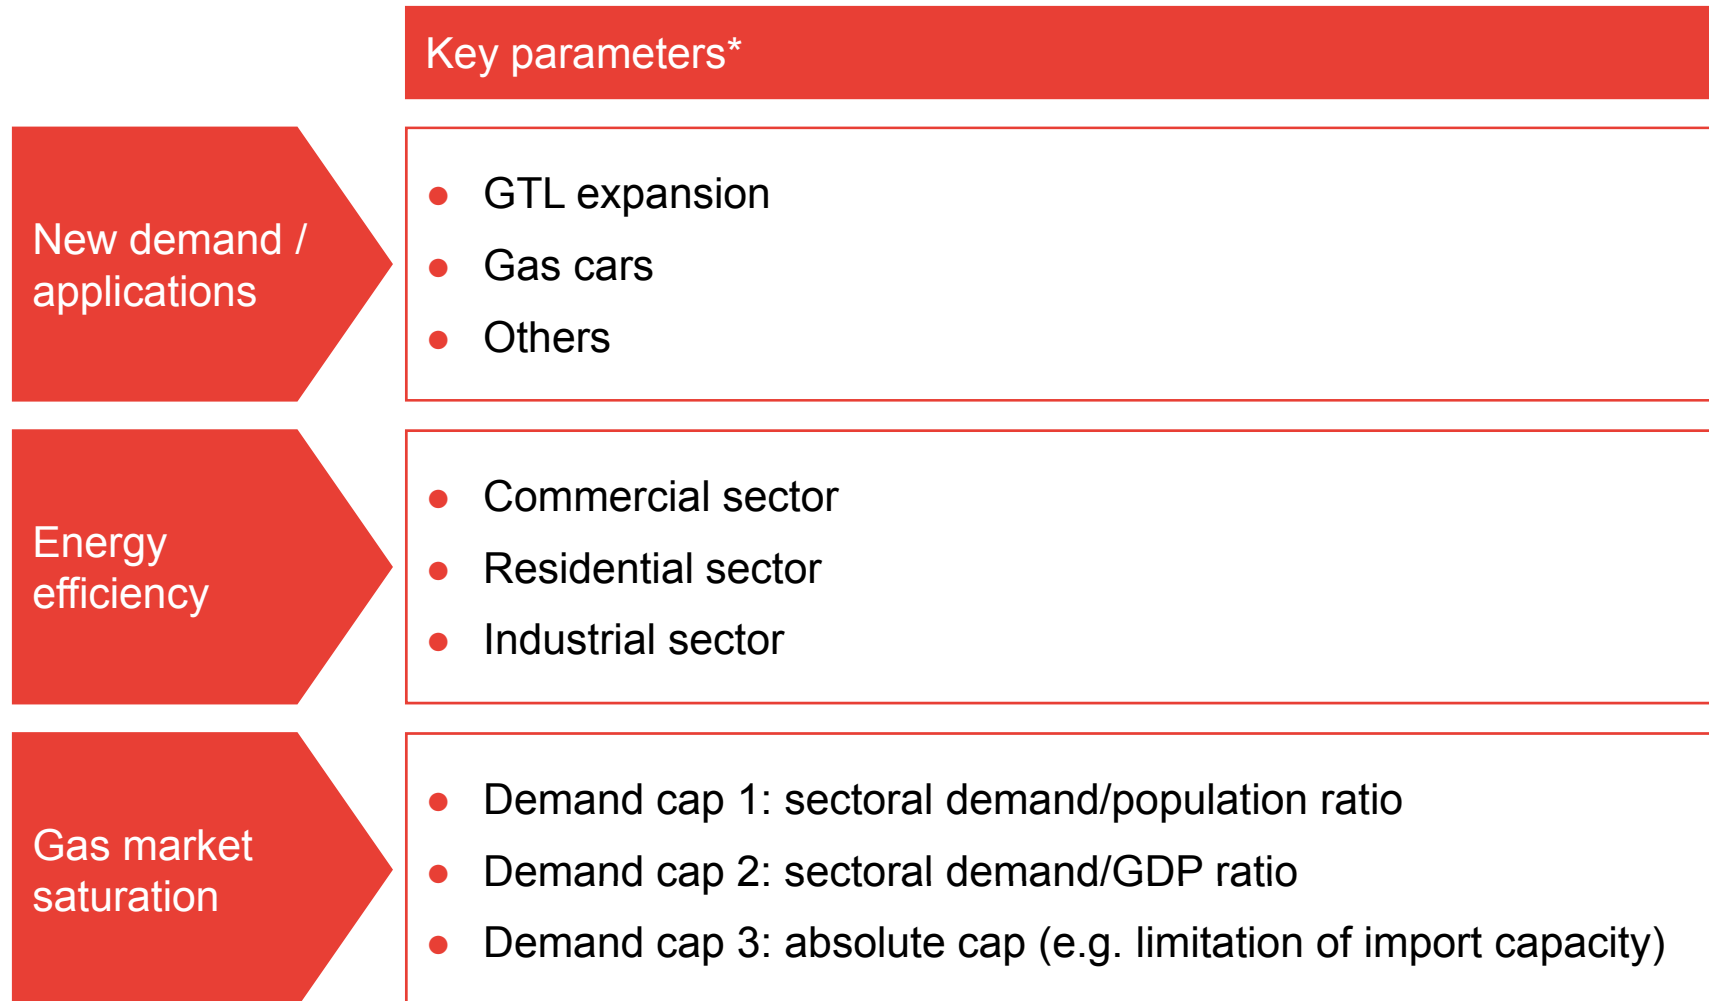 Key parameters*
New demand /
applications
● GTL expansion
● Gas cars
● Others
Energy
efficiency
● Commercial sector
● Residential sector
● Industrial sector
Gas market
saturation
● Demand cap 1: sectoral demand/population ratio
● Demand cap 2: sectoral demand/GDP ratio
● Demand cap 3: absolute cap (e.g. limitation of import capacity)